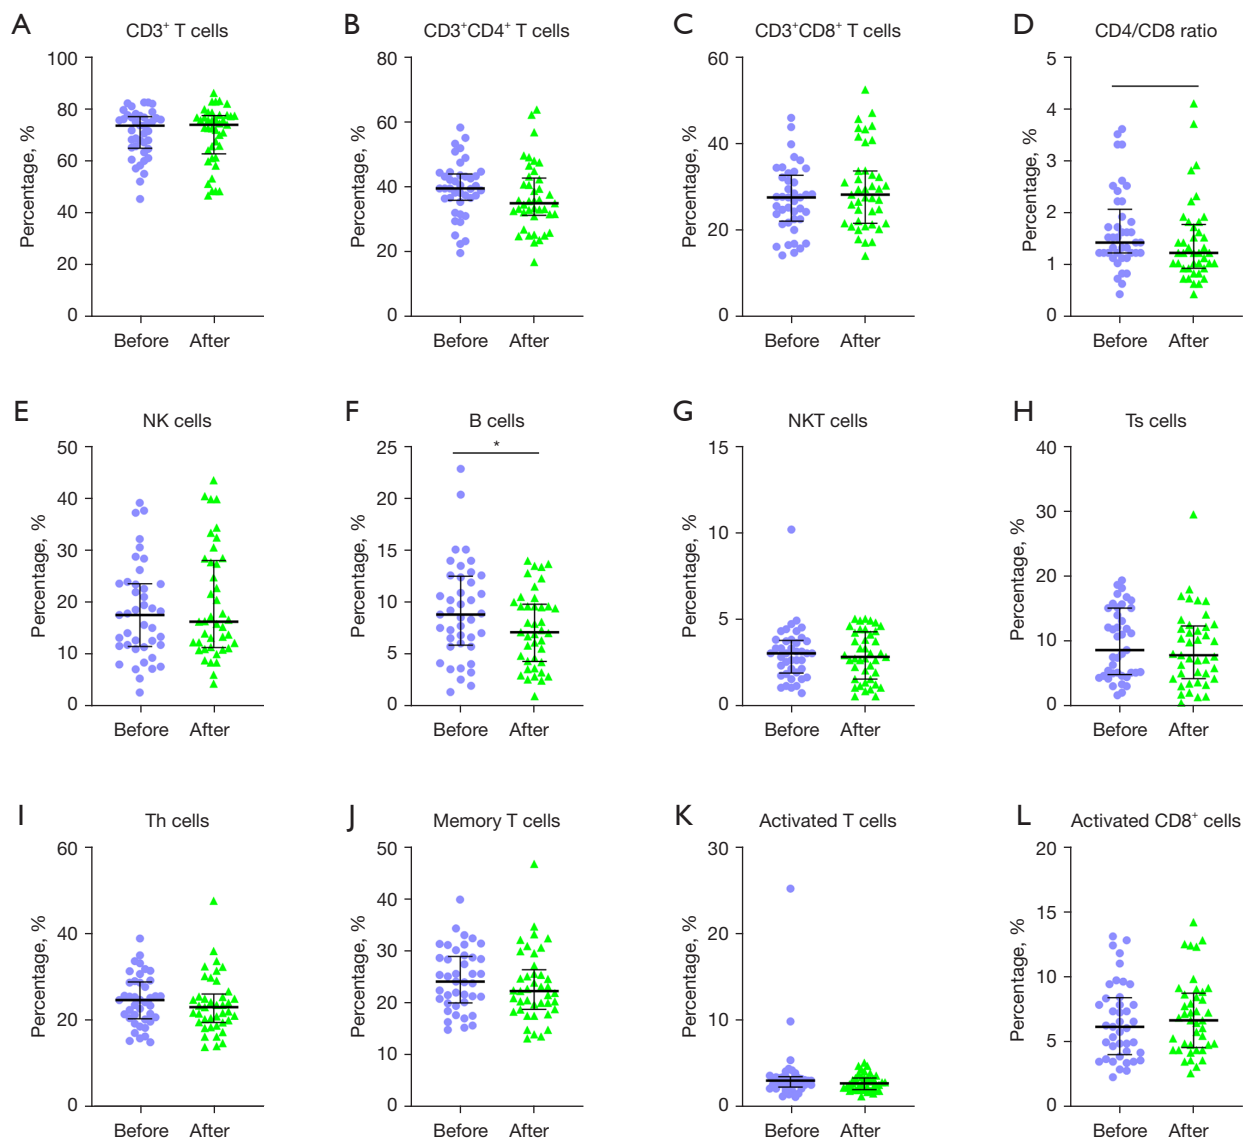 A CD3⁺ T cells
Percentage, %
100
80
60
40
20
0
Before After
B CD3⁺CD4⁺ T cells
Percentage, %
80
60
40
20
0
Before After
C CD3⁺CD8⁺ T cells
Percentage, %
60
40
20
0
Before After
D CD4/CD8 ratio
Percentage, %
5
4
3
2
1
0
Before After
E NK cells
Percentage, %
50
40
30
20
10
0
Before After
F B cells
*
Percentage, %
25
20
15
10
5
0
Before After
G NKT cells
Percentage, %
15
10
5
0
Before After
H Ts cells
Percentage, %
40
30
20
10
0
Before After
I Th cells
Percentage, %
60
40
20
0
Before After
J Memory T cells
Percentage, %
50
40
30
20
10
0
Before After
K Activated T cells
Percentage, %
30
20
10
0
Before After
L Activated CD8⁺ cells
Percentage, %
20
15
10
5
0
Before After